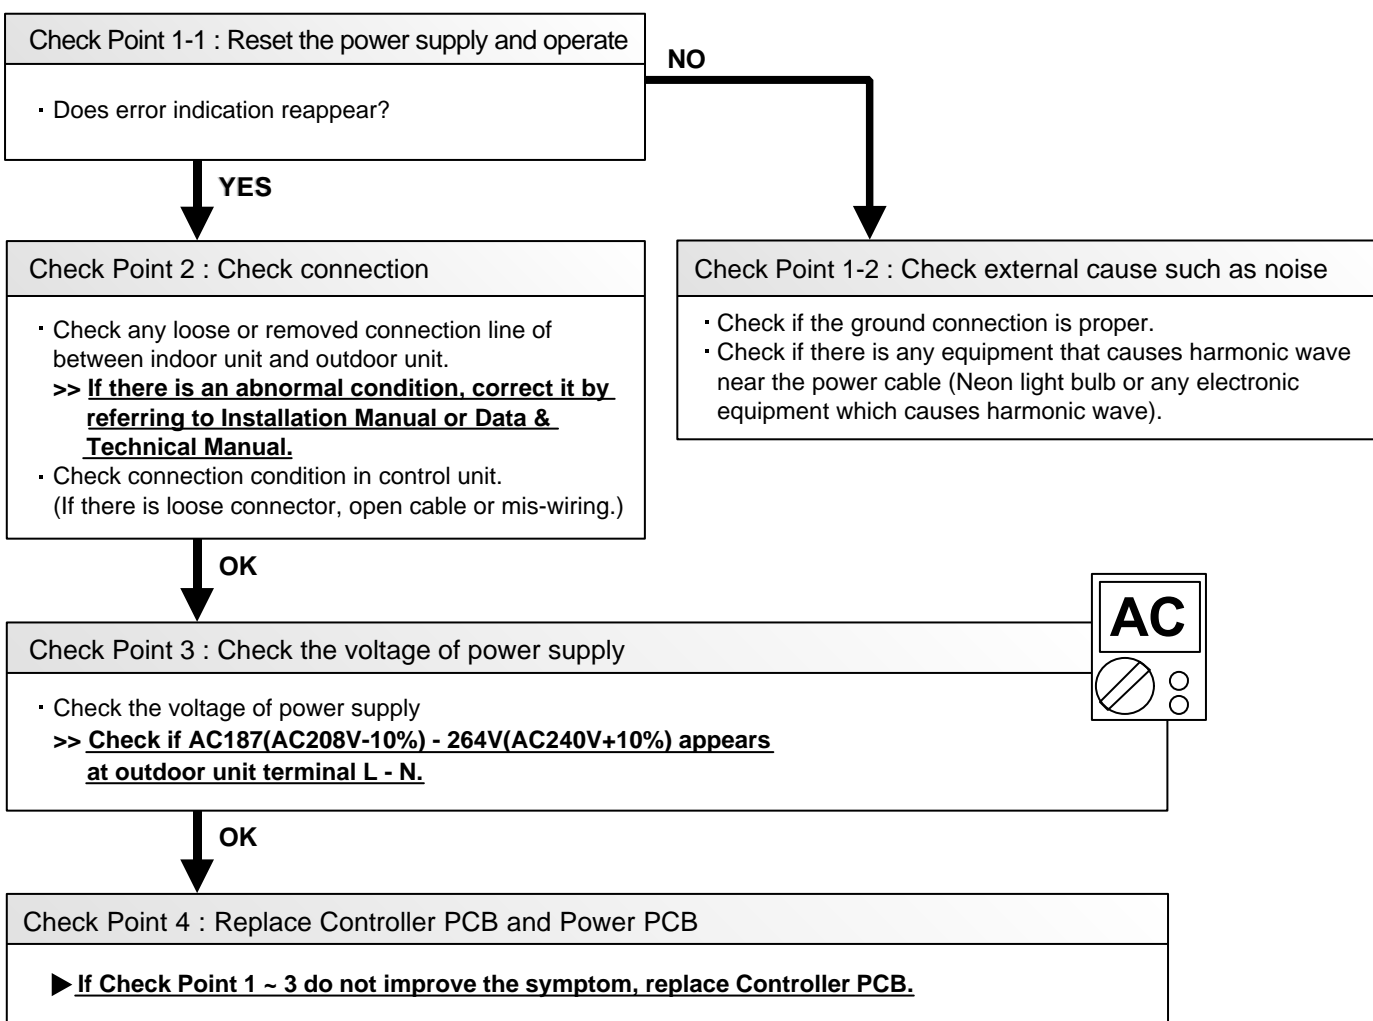 Check Point 1-1 : Reset the power supply and operate
NO
· Does error indication reappear?
YES
Check Point 2 : Check connection
· Check any loose or removed connection line of
between indoor unit and outdoor unit.
>> If there is an abnormal condition, correct it by
referring to Installation Manual or Data &
Technical Manual.
· Check connection condition in control unit.
(If there is loose connector, open cable or mis-wiring.)
Check Point 1-2 : Check external cause such as noise
· Check if the ground connection is proper.
· Check if there is any equipment that causes harmonic wave
near the power cable (Neon light bulb or any electronic
equipment which causes harmonic wave).
OK
AC
Check Point 3 : Check the voltage of power supply
· Check the voltage of power supply
>> Check if AC187(AC208V-10%) - 264V(AC240V+10%) appears
at outdoor unit terminal L - N.
OK
Check Point 4 : Replace Controller PCB and Power PCB
▶ If Check Point 1 ~ 3 do not improve the symptom, replace Controller PCB.